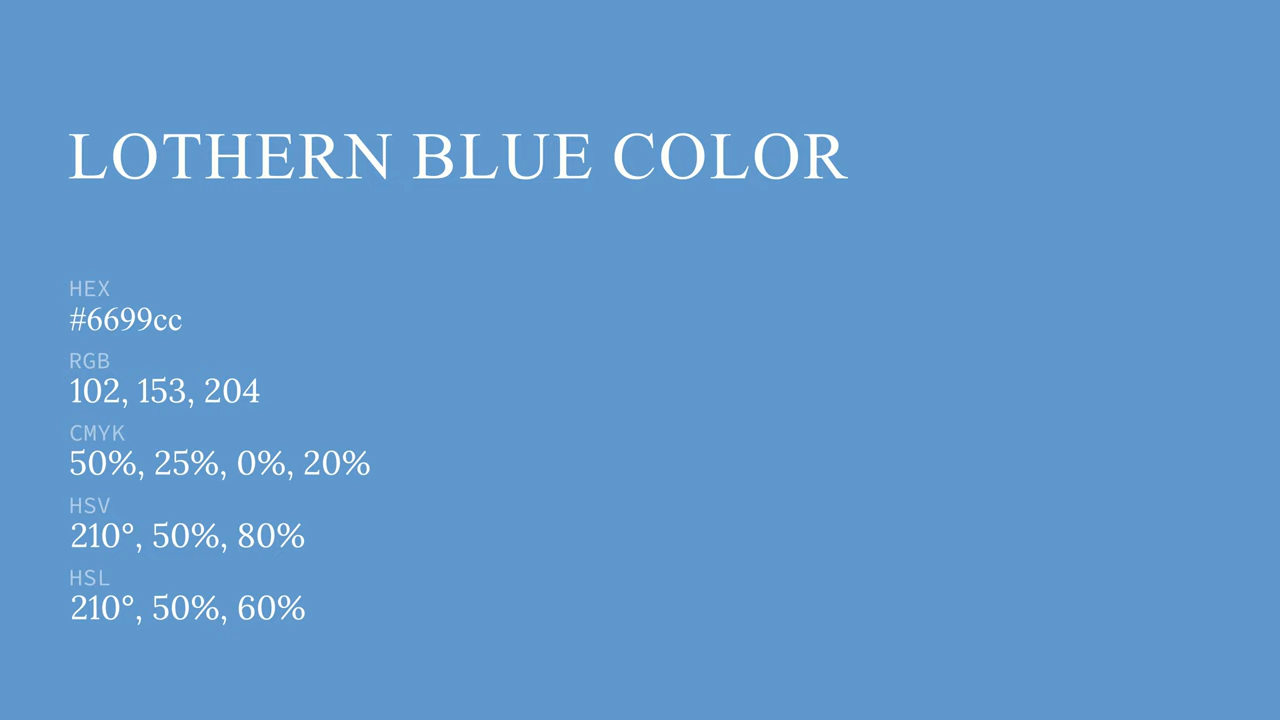 LOTHERN BLUE COLOR
HEX
#6699cc
RGB
102, 153, 204
CMYK
50%, 25%, 0%, 20%
HSV
210°, 50%, 80%
HSL
210°, 50%, 60%